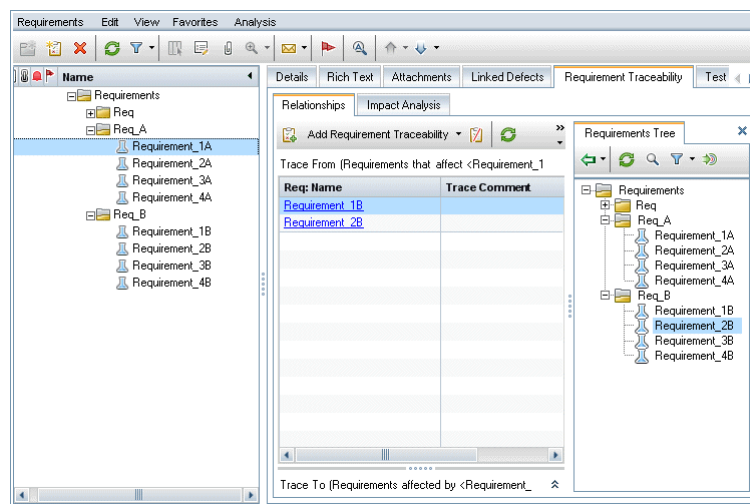 Requirements Edit View Favorites Analysis
Name
Requirements
Req
Req_A
Requirement_1A
Requirement_2A
Requirement_3A
Requirement_4A
Req_B
Requirement_1B
Requirement_2B
Requirement_3B
Requirement_4B
Details Rich Text Attachments Linked Defects Requirement Traceability Test
Relationships Impact Analysis
Add Requirement Traceability
Trace From (Requirements that affect <Requirement_1
Req: Name Trace Comment
Requirement_1B
Requirement_2B
Trace To (Requirements affected by <Requirement_
Requirements Tree
Requirements
Req
Req_A
Requirement_1A
Requirement_2A
Requirement_3A
Requirement_4A
Req_B
Requirement_1B
Requirement_2B
Requirement_3B
Requirement_4B